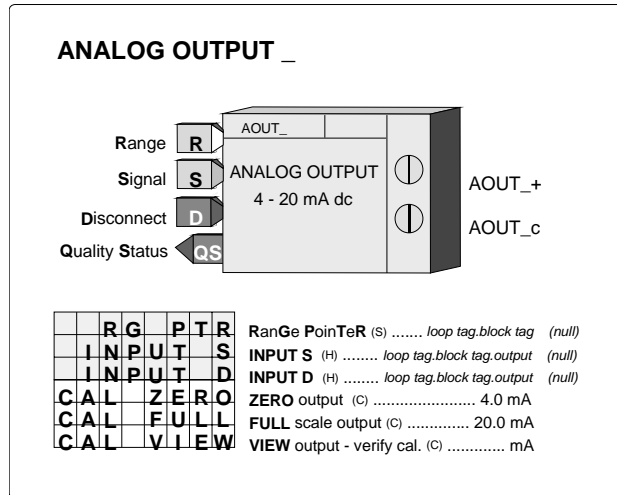 ANALOG OUTPUT _
AOUT_
Range R
Signal S
Disconnect D
Quality Status QS
ANALOG OUTPUT
4 - 20 mA dc
AOUT_+
AOUT_c
RG PTR RanGe PoinTeR (S) ....... loop tag.block tag (null)
INPUT S INPUT S (H) ........ loop tag.block tag.output (null)
INPUT D INPUT D (H) ........ loop tag.block tag.output (null)
CAL ZERO ZERO output (C) ........................ 4.0 mA
CAL FULL FULL scale output (C) .............. 20.0 mA
CAL VIEW VIEW output - verify cal. (C) ............. mA